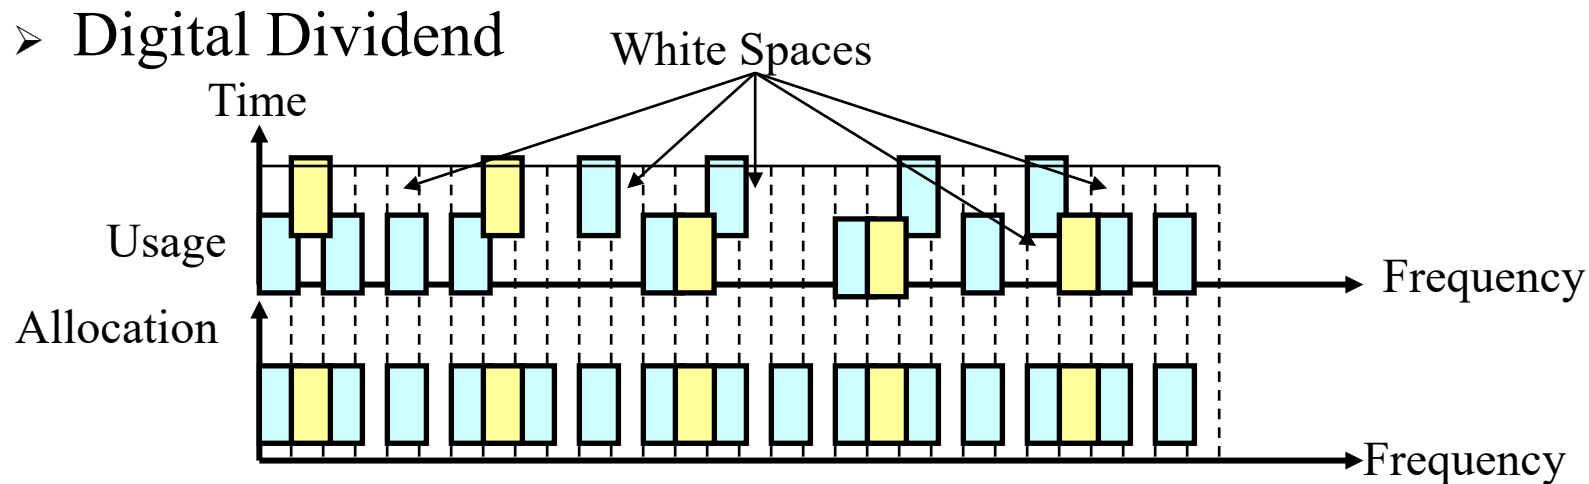 ➢ Digital Dividend
White Spaces
Time
Usage
Frequency
Allocation
Frequency